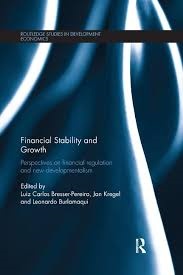 ROUTLEDGE STUDIES IN DEVELOPMENT
ECONOMICS
Financial Stability and
Growth
Perspectives on financial regulation
and new developmentalism
Edited by
Luiz Carlos Bresser-Pereira, Jan Kregel
and Leonardo Burlamaqui